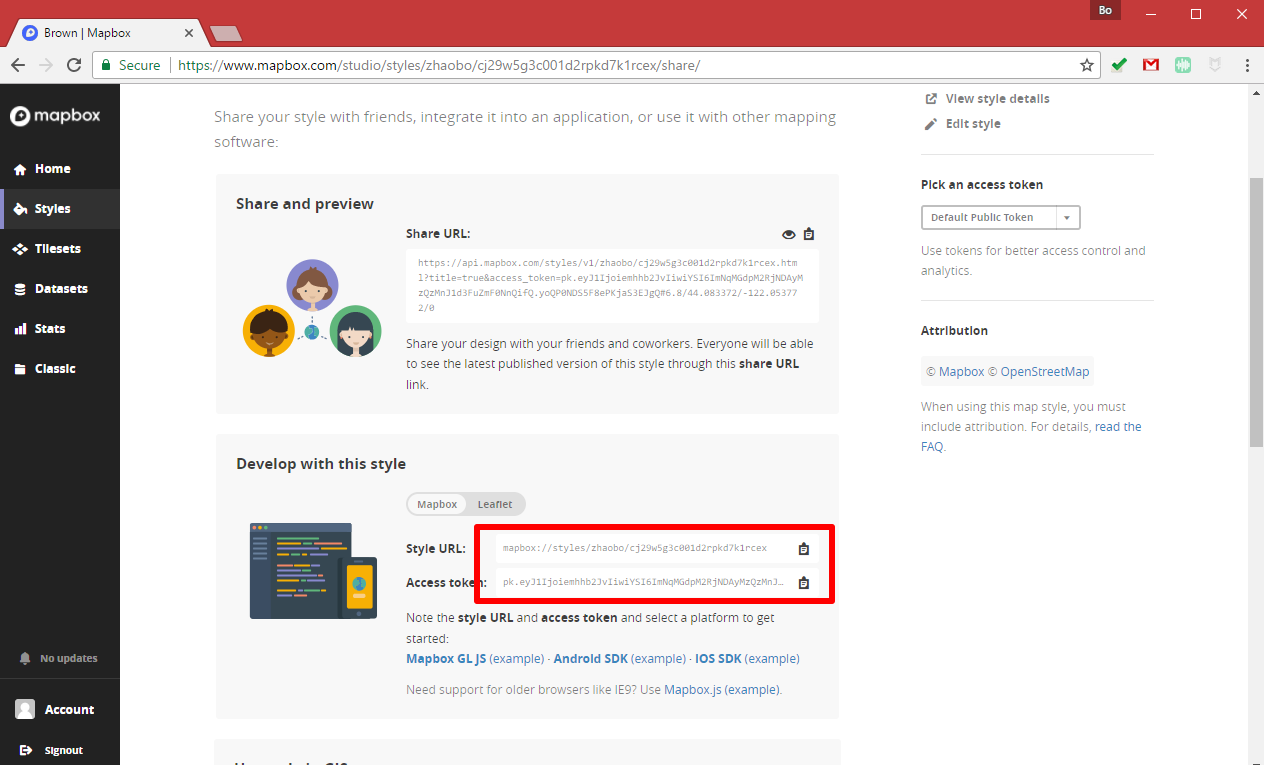 Bo
Brown | Mapbox
Secure
https://www.mapbox.com/studio/styles/zhaobo/cj29w5g3c001d2rpkd7k1rcex/share/
mapbox
Home
Styles
Tilesets
Datasets
Stats
Classic
No updates
Account
Signout
Share your style with friends, integrate it into an application, or use it with other mapping
software:
Share and preview
Share URL:
https://api.mapbox.com/styles/v1/zhaobo/cj29w5g3c001d2rpkd7k1rcex.htm
l?title=true&access_token=pk.eyJ1Ijoiemhhb2JvIiwiYSI6ImNqMGdpM2RjNDAyM
zQzMnJ1d3FuZmF0NnQifQ.yoQP0NDS5F8ePKjaS3EJgQ#6.8/44.083372/-122.05377
2/0
Share your design with your friends and coworkers. Everyone will be able
to see the latest published version of this style through this share URL
link.
Develop with this style
Mapbox
Leaflet
Style URL:
mapbox://styles/zhaobo/cj29w5g3c001d2rpkd7k1rcex
Access token:
pk.eyJ1Ijoiemhhb2JvIiwiYSI6ImNqMGdpM2RjNDAyMzQzMnJ…
Note the style URL and access token and select a platform to get
started:
Mapbox GL JS (example) · Android SDK (example) · IOS SDK (example)
Need support for older browsers like IE9? Use Mapbox.js (example).
View style details
Edit style
Pick an access token
Default Public Token
Use tokens for better access control and
analytics.
Attribution
© Mapbox © OpenStreetMap
When using this map style, you must
include attribution. For details, read the
FAQ.